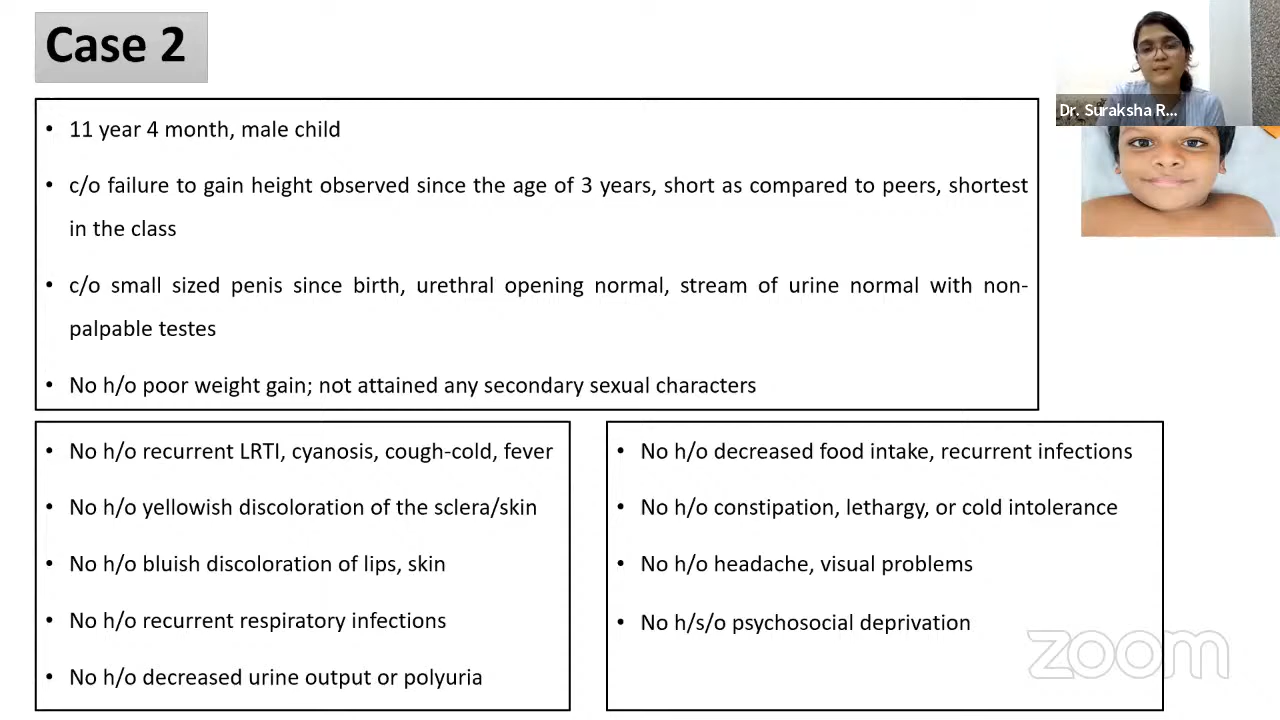 Case 2
Dr. Suraksha R...
• 11 year 4 month, male child
• c/o failure to gain height observed since the age of 3 years, short as compared to peers, shortest
in the class
• c/o small sized penis since birth, urethral opening normal, stream of urine normal with non-
palpable testes
• No h/o poor weight gain; not attained any secondary sexual characters
• No h/o recurrent LRTI, cyanosis, cough-cold, fever
• No h/o yellowish discoloration of the sclera/skin
• No h/o bluish discoloration of lips, skin
• No h/o recurrent respiratory infections
• No h/o decreased urine output or polyuria
• No h/o decreased food intake, recurrent infections
• No h/o constipation, lethargy, or cold intolerance
• No h/o headache, visual problems
• No h/s/o psychosocial deprivation
zoom